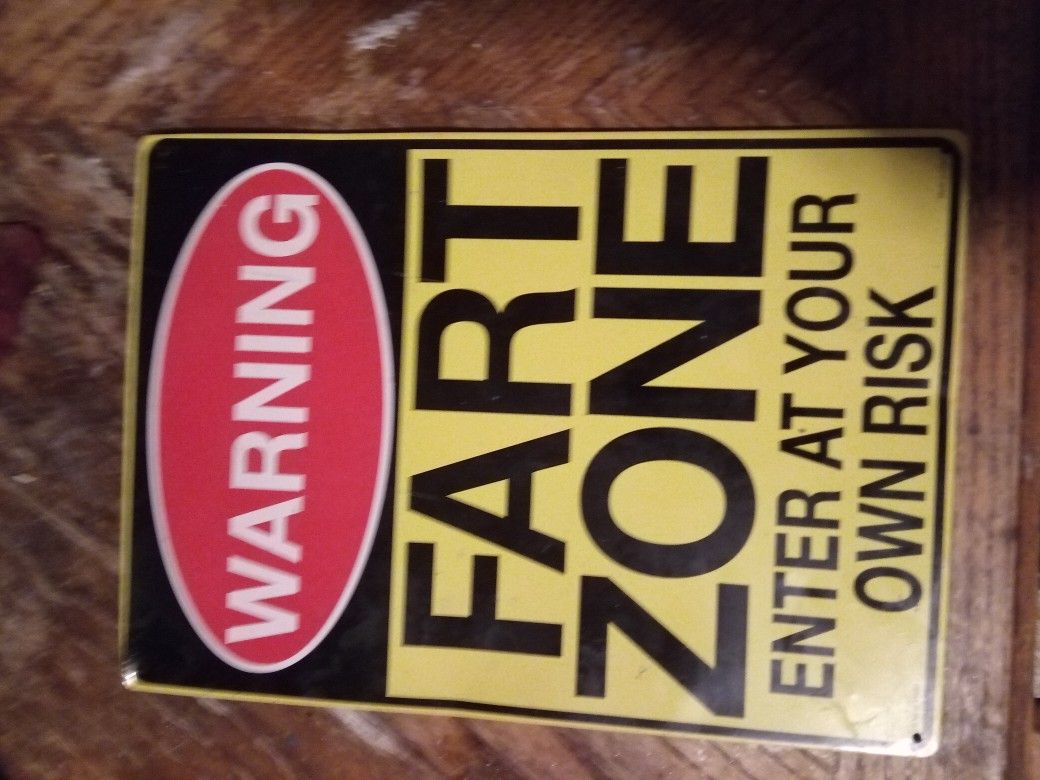 WARNING
FART
ZONE
ENTER AT YOUR
OWN RISK